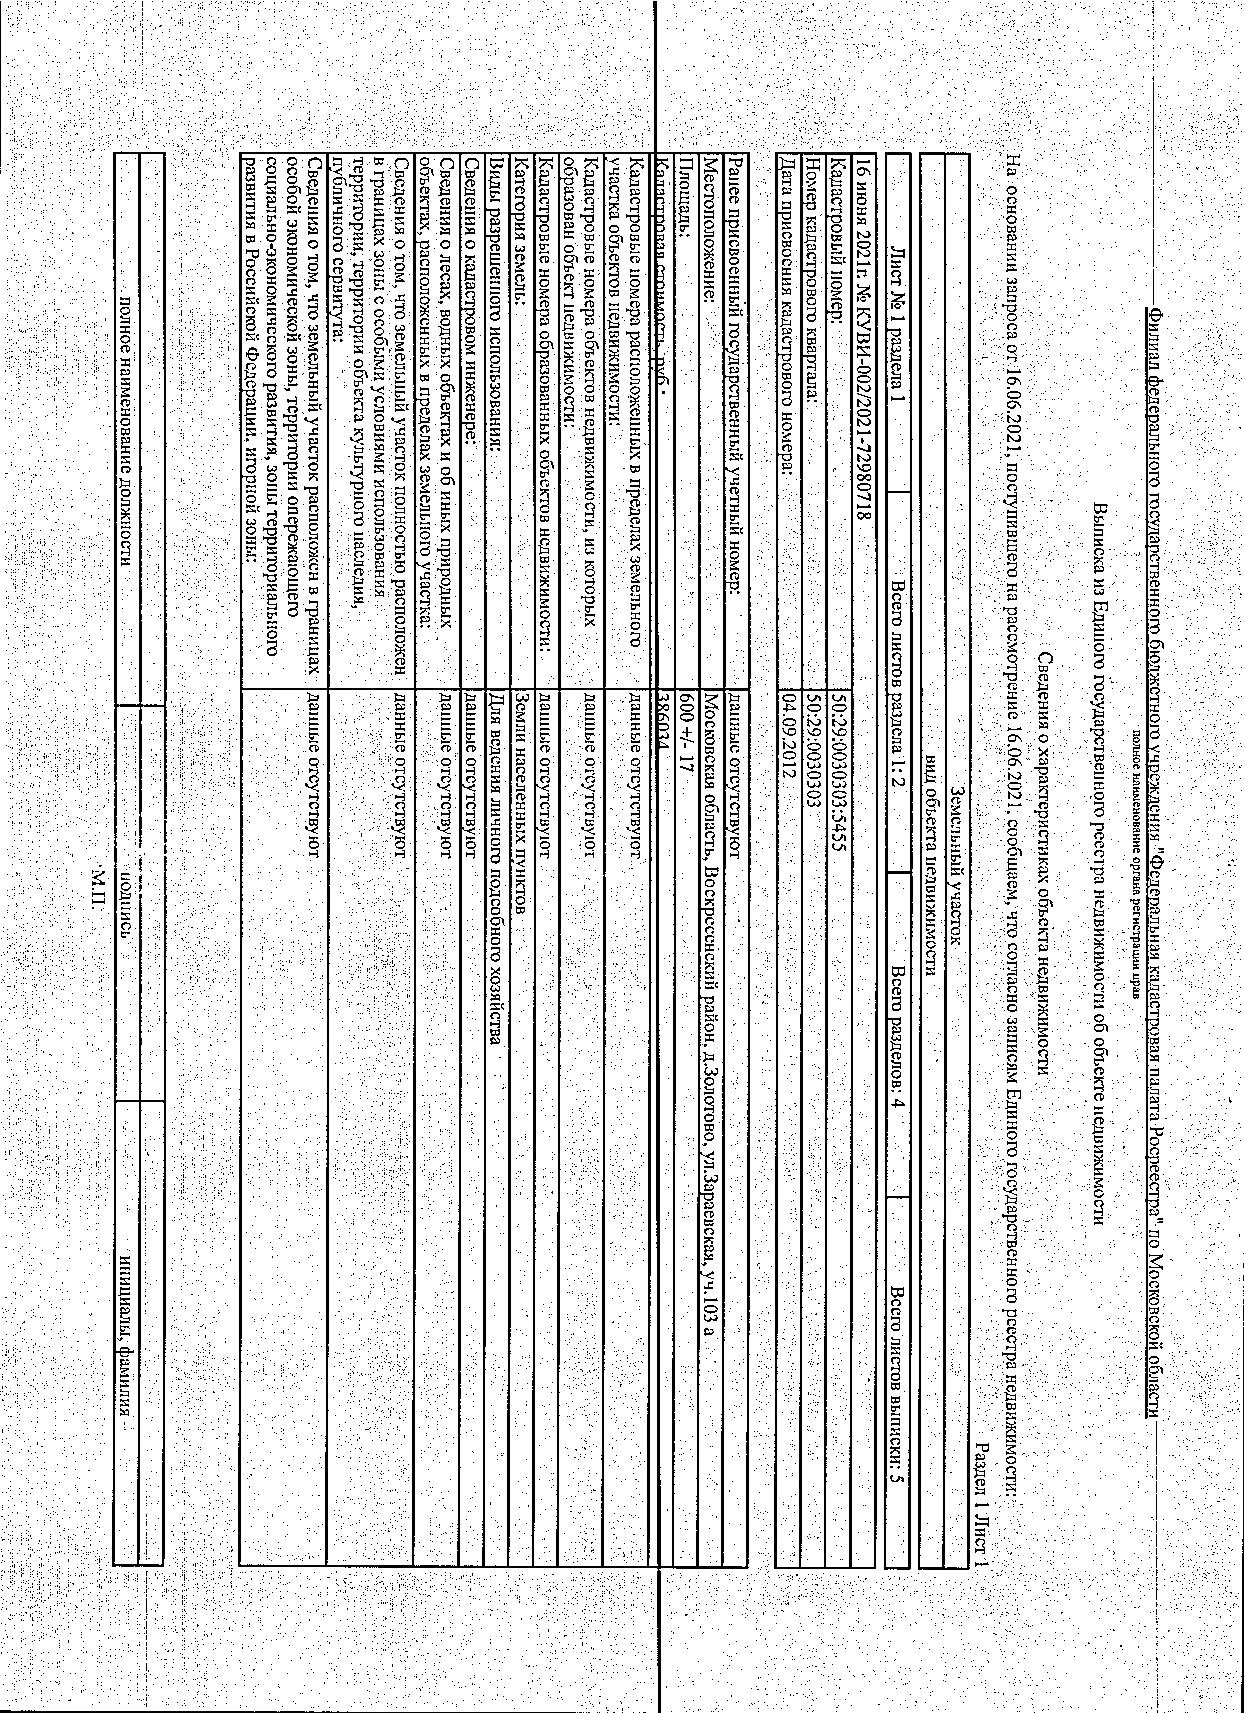 Филиал федерального государственного бюджетного учреждения "Федеральная кадастровая палата Росреестра" по Московской области
полное наименование органа регистрации прав
Выписка из Единого государственного реестра недвижимости об объекте недвижимости
Сведения о характеристиках объекта недвижимости
На основании запроса от 16.06.2021, поступившего на рассмотрение 16.06.2021, сообщаем, что согласно записям Единого государственного реестра недвижимости:
Раздел 1 Лист 1
Земельный участок
вид объекта недвижимости
Лист № 1 раздела 1 Всего листов раздела 1: 2 Всего разделов: 4 Всего листов выписки: 5
16 июня 2021г. № КУВИ-002/2021-72980718
Кадастровый номер: 50:29:0030303:5455
Номер кадастрового квартала: 50:29:0030303
Дата присвоения кадастрового номера: 04.09.2012
Ранее присвоенный государственный учетный номер: данные отсутствуют
Местоположение: Московская область, Воскресенский район, д.Золотово, ул.Зараевская, уч.103 а
Площадь: 600 +/- 17
Кадастровая стоимость, руб.: 386034
Кадастровые номера расположенных в пределах земельного
участка объектов недвижимости: данные отсутствуют
Кадастровые номера объектов недвижимости, из которых
образован объект недвижимости: данные отсутствуют
Кадастровые номера образованных объектов недвижимости: данные отсутствуют
Категория земель: Земли населенных пунктов
Виды разрешенного использования: Для ведения личного подсобного хозяйства
Сведения о кадастровом инженере: данные отсутствуют
Сведения о лесах, водных объектах и об иных природных
объектах, расположенных в пределах земельного участка: данные отсутствуют
Сведения о том, что земельный участок полностью расположен
в границах зоны с особыми условиями использования
территории, территории объекта культурного наследия,
публичного сервитута: данные отсутствуют
Сведения о том, что земельный участок расположен в границах
особой экономической зоны, территории опережающего
социально-экономического развития, зоны территориального
развития в Российской Федерации, игорной зоны: данные отсутствуют
полное наименование должности подпись инициалы, фамилия
М.П.